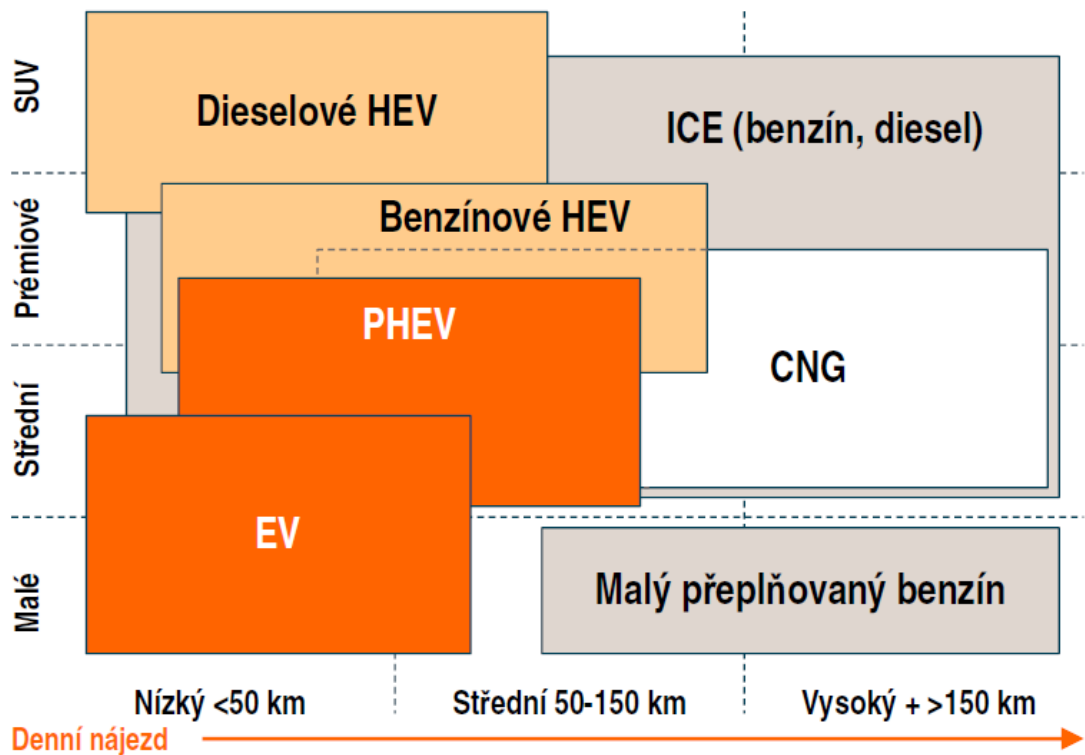 SUV
Dieselové HEV
ICE (benzín, diesel)
Prémiové
Benzínové HEV
PHEV
CNG
Střední
EV
Malé
Malý přeplňovaný benzín
Nízký <50 km
Střední 50-150 km
Vysoký + >150 km
Denní nájezd